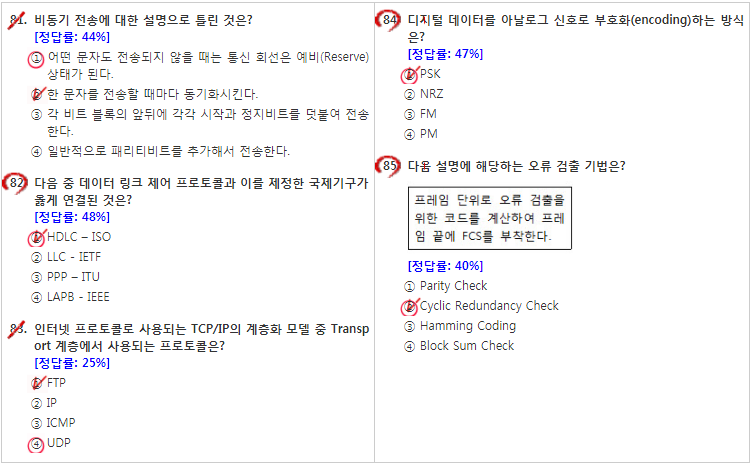 81. 비동기 전송에 대한 설명으로 틀린 것은?
[정답률: 44%]
① 어떤 문자도 전송되지 않을 때는 통신 회선은 예비(Reserve)
상태가 된다.
② 한 문자를 전송할 때마다 동기화시킨다.
③ 각 비트 블록의 앞뒤에 각각 시작과 정지비트를 덧붙여 전송
한다.
④ 일반적으로 패리티비트를 추가해서 전송한다.
82. 다음 중 데이터 링크 제어 프로토콜과 이를 제정한 국제기구가
옳게 연결된 것은?
[정답률: 48%]
① HDLC – ISO
② LLC - IETF
③ PPP – ITU
④ LAPB - IEEE
83. 인터넷 프로토콜로 사용되는 TCP/IP의 계층화 모델 중 Transp
ort 계층에서 사용되는 프로토콜은?
[정답률: 25%]
① FTP
② IP
③ ICMP
④ UDP
84. 디지털 데이터를 아날로그 신호로 부호화(encoding)하는 방식
은?
[정답률: 47%]
① PSK
② NRZ
③ FM
④ PM
85. 다음 설명에 해당하는 오류 검출 기법은?
프레임 단위로 오류 검출을
위한 코드를 계산하여 프레
임 끝에 FCS를 부착한다.
[정답률: 40%]
① Parity Check
② Cyclic Redundancy Check
③ Hamming Coding
④ Block Sum Check